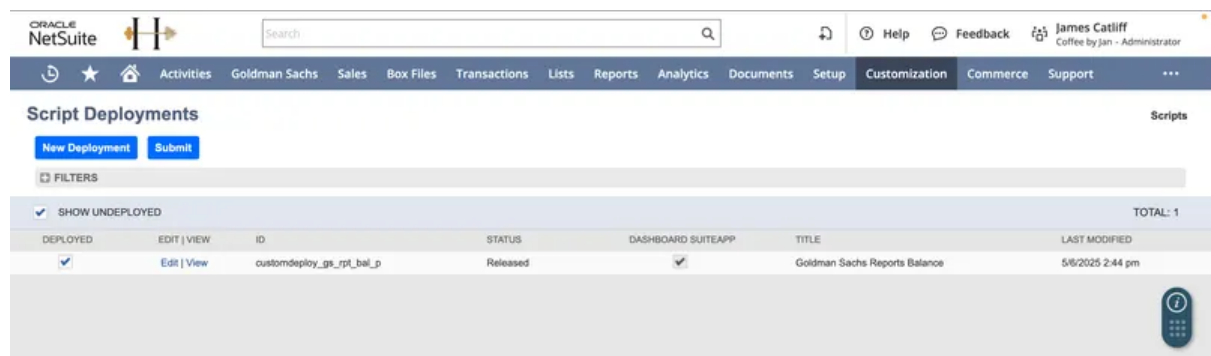 ORACLE
NetSuite
Search
Help
Feedback
James Catliff
Coffee by Jan - Administrator
Activities Goldman Sachs Sales Box Files Transactions Lists Reports Analytics Documents Setup Customization Commerce Support
Script Deployments
Scripts
New Deployment Submit
FILTERS
SHOW UNDEPLOYED TOTAL: 1
DEPLOYED EDIT | VIEW ID STATUS DASHBOARD SUITEAPP TITLE LAST MODIFIED
Edit | View customdeploy_gs_rpt_bal_p Released Goldman Sachs Reports Balance 5/6/2025 2:44 pm